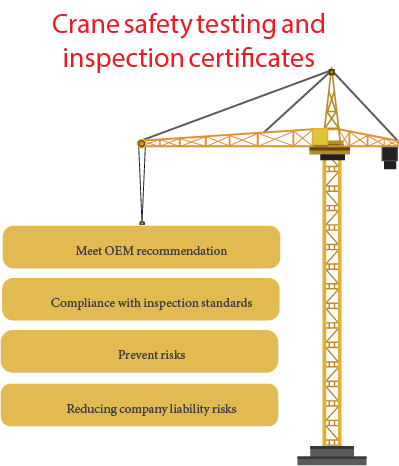 Crane safety testing and
inspection certificates
Meet OEM recommendation
Compliance with inspection standards
Prevent risks
Reducing company liability risks